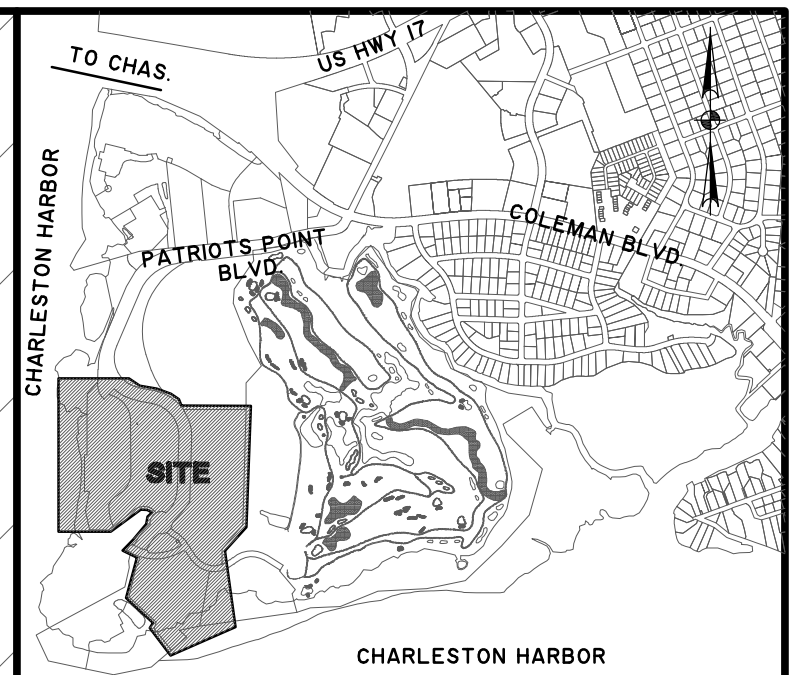 US HWY 17
TO CHAS.
CHARLESTON HARBOR
COLEMAN BLVD.
PATRIOTS POINT
BLVD.
SITE
CHARLESTON HARBOR